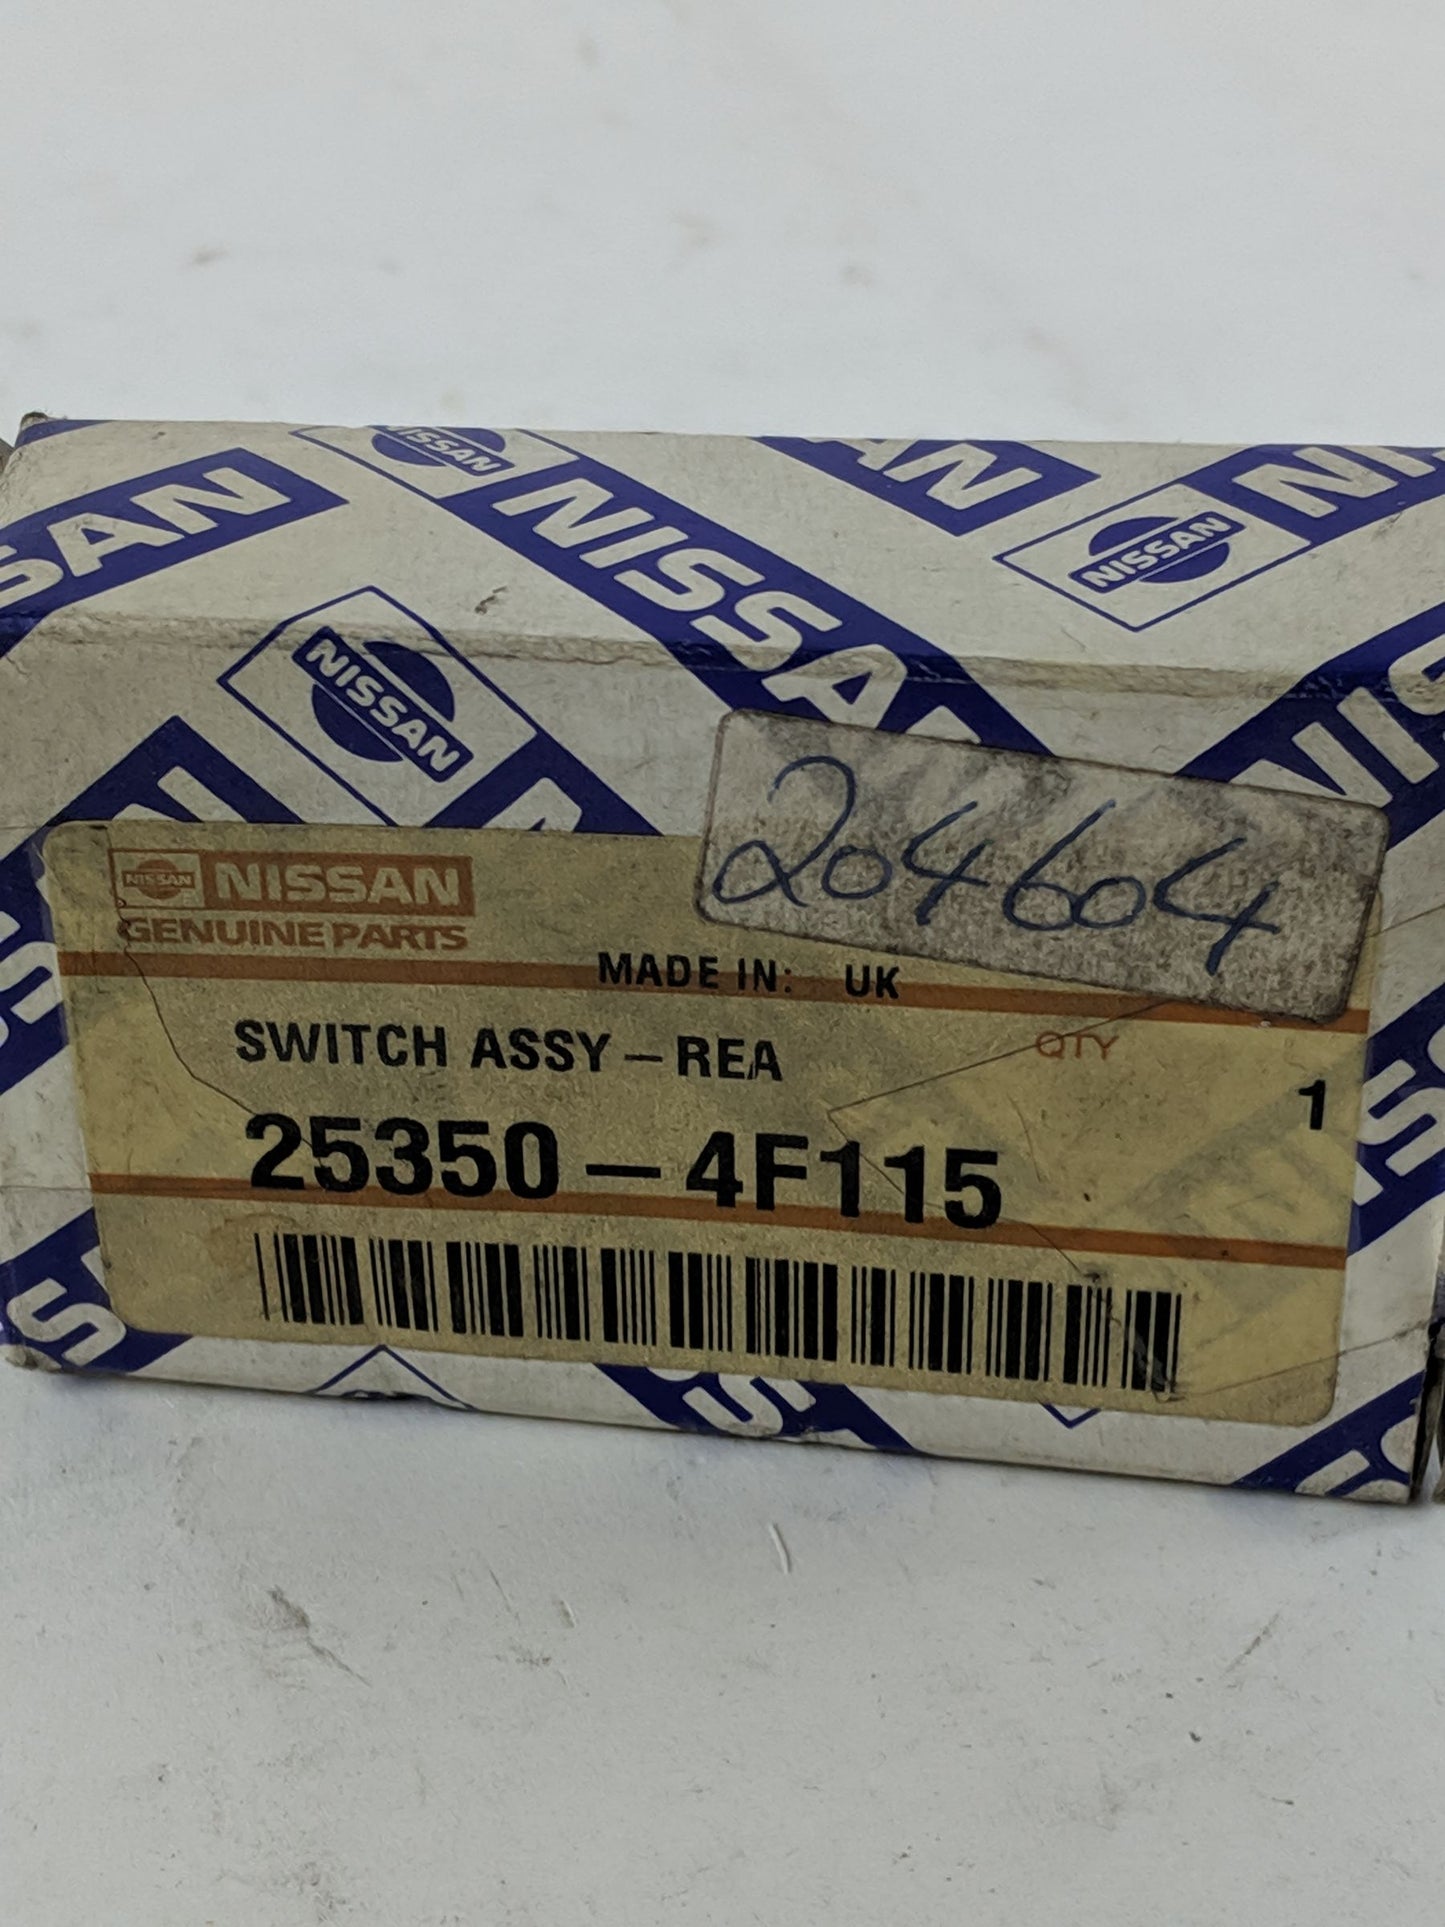 SAN
NISSAN
NISSAN
AN
NISSAN
NISSAN
NISSAN
204604
NISSAN NISSAN
GENUINE PARTS
MADE IN: UK
SWITCH ASSY – REA
QTY
1
25350 – 4F115